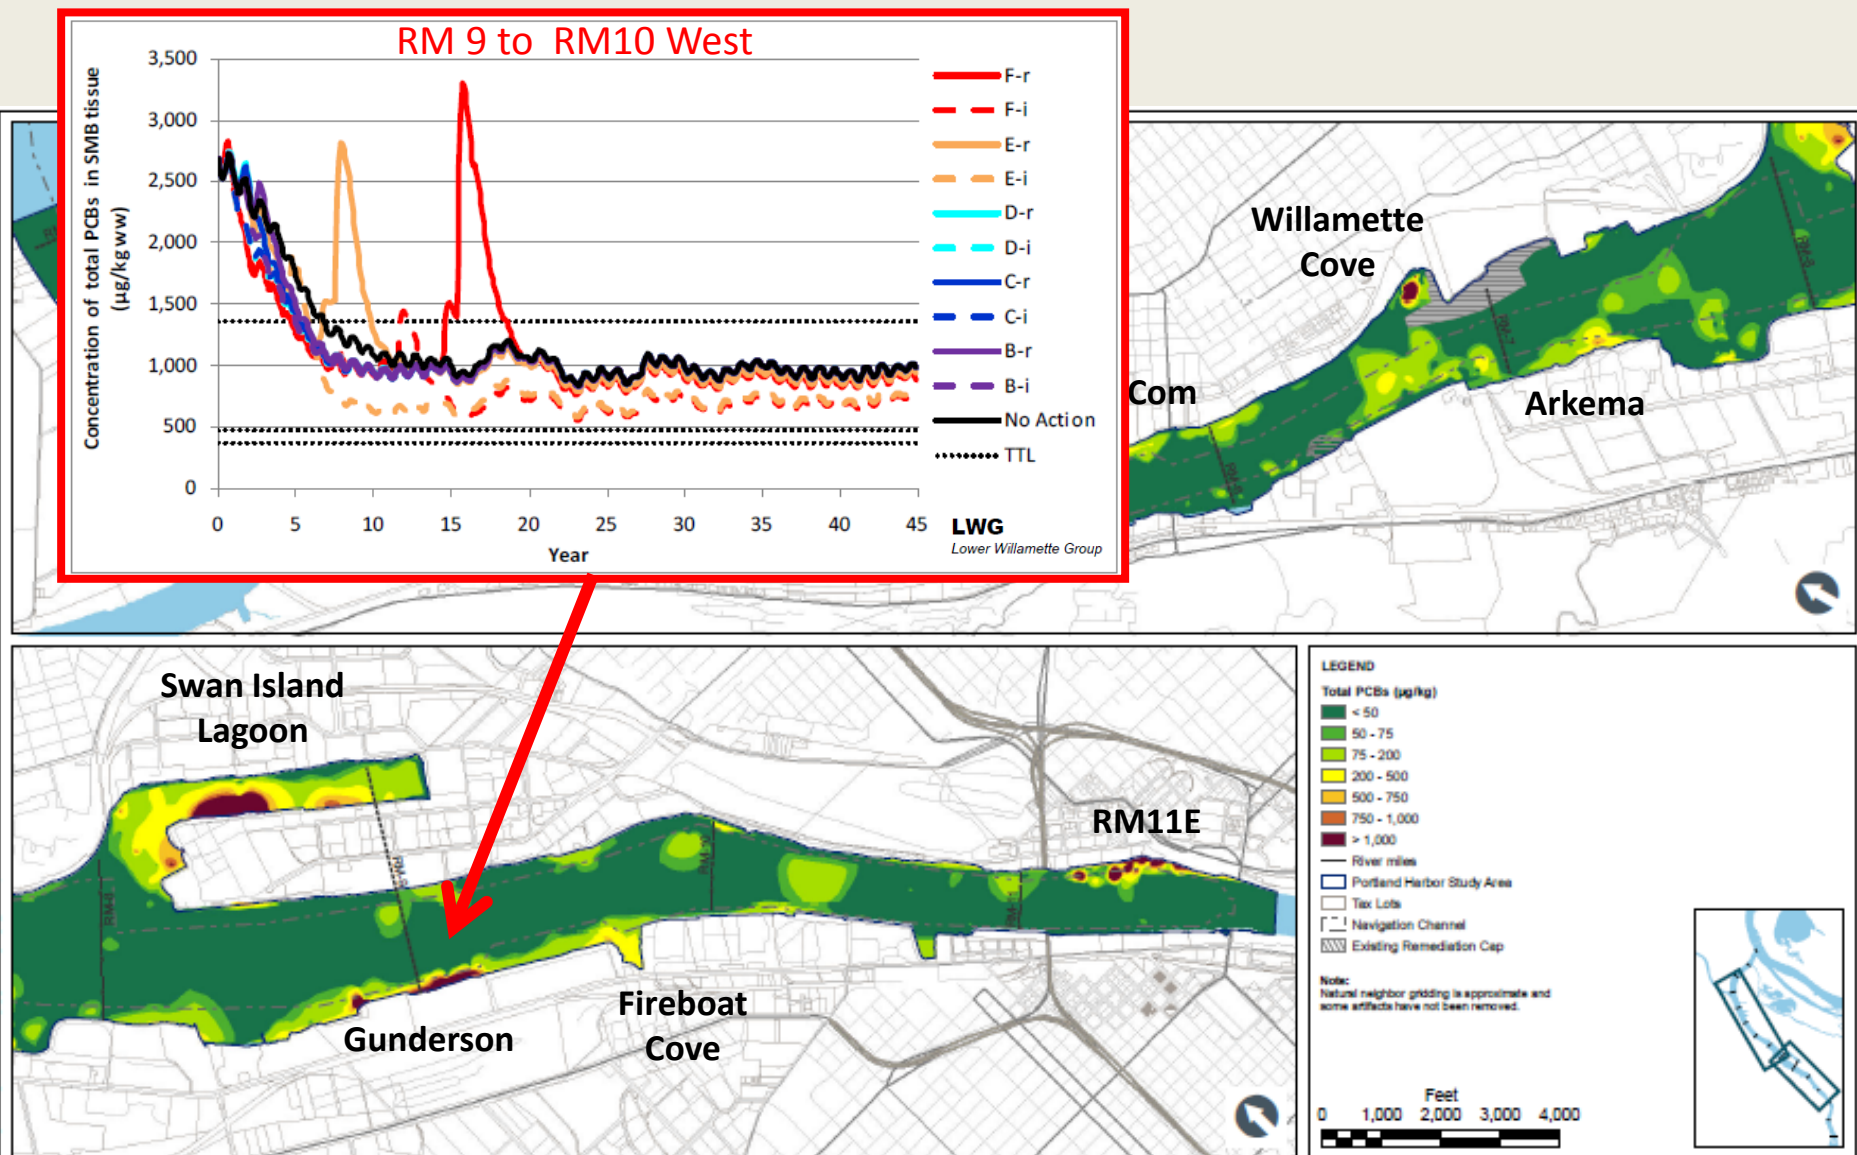 RM 9 to RM10 West
Concentration of total PCBs in SMB tissue
(µg/kg ww)
3,500
3,000
2,500
2,000
1,500
1,000
500
0
0 5 10 15 20 25 30 35 40 45
Year
F-r
F-i
E-r
E-i
D-r
D-i
C-r
C-i
B-r
B-i
No Action
TTL
LWG
Lower Willamette Group
Willamette
Cove
Com
Arkema
RM-7
Swan Island
Lagoon
RM11E
Gunderson
Fireboat
Cove
LEGEND
Total PCBs (µg/kg)
< 50
50 - 75
75 - 200
200 - 500
500 - 750
750 - 1,000
> 1,000
River miles
Portland Harbor Study Area
Tax Lots
Navigation Channel
Existing Remediation Cap
Note:
Natural neighbor gridding is approximate and
some artifacts have not been removed.
Feet
0 1,000 2,000 3,000 4,000